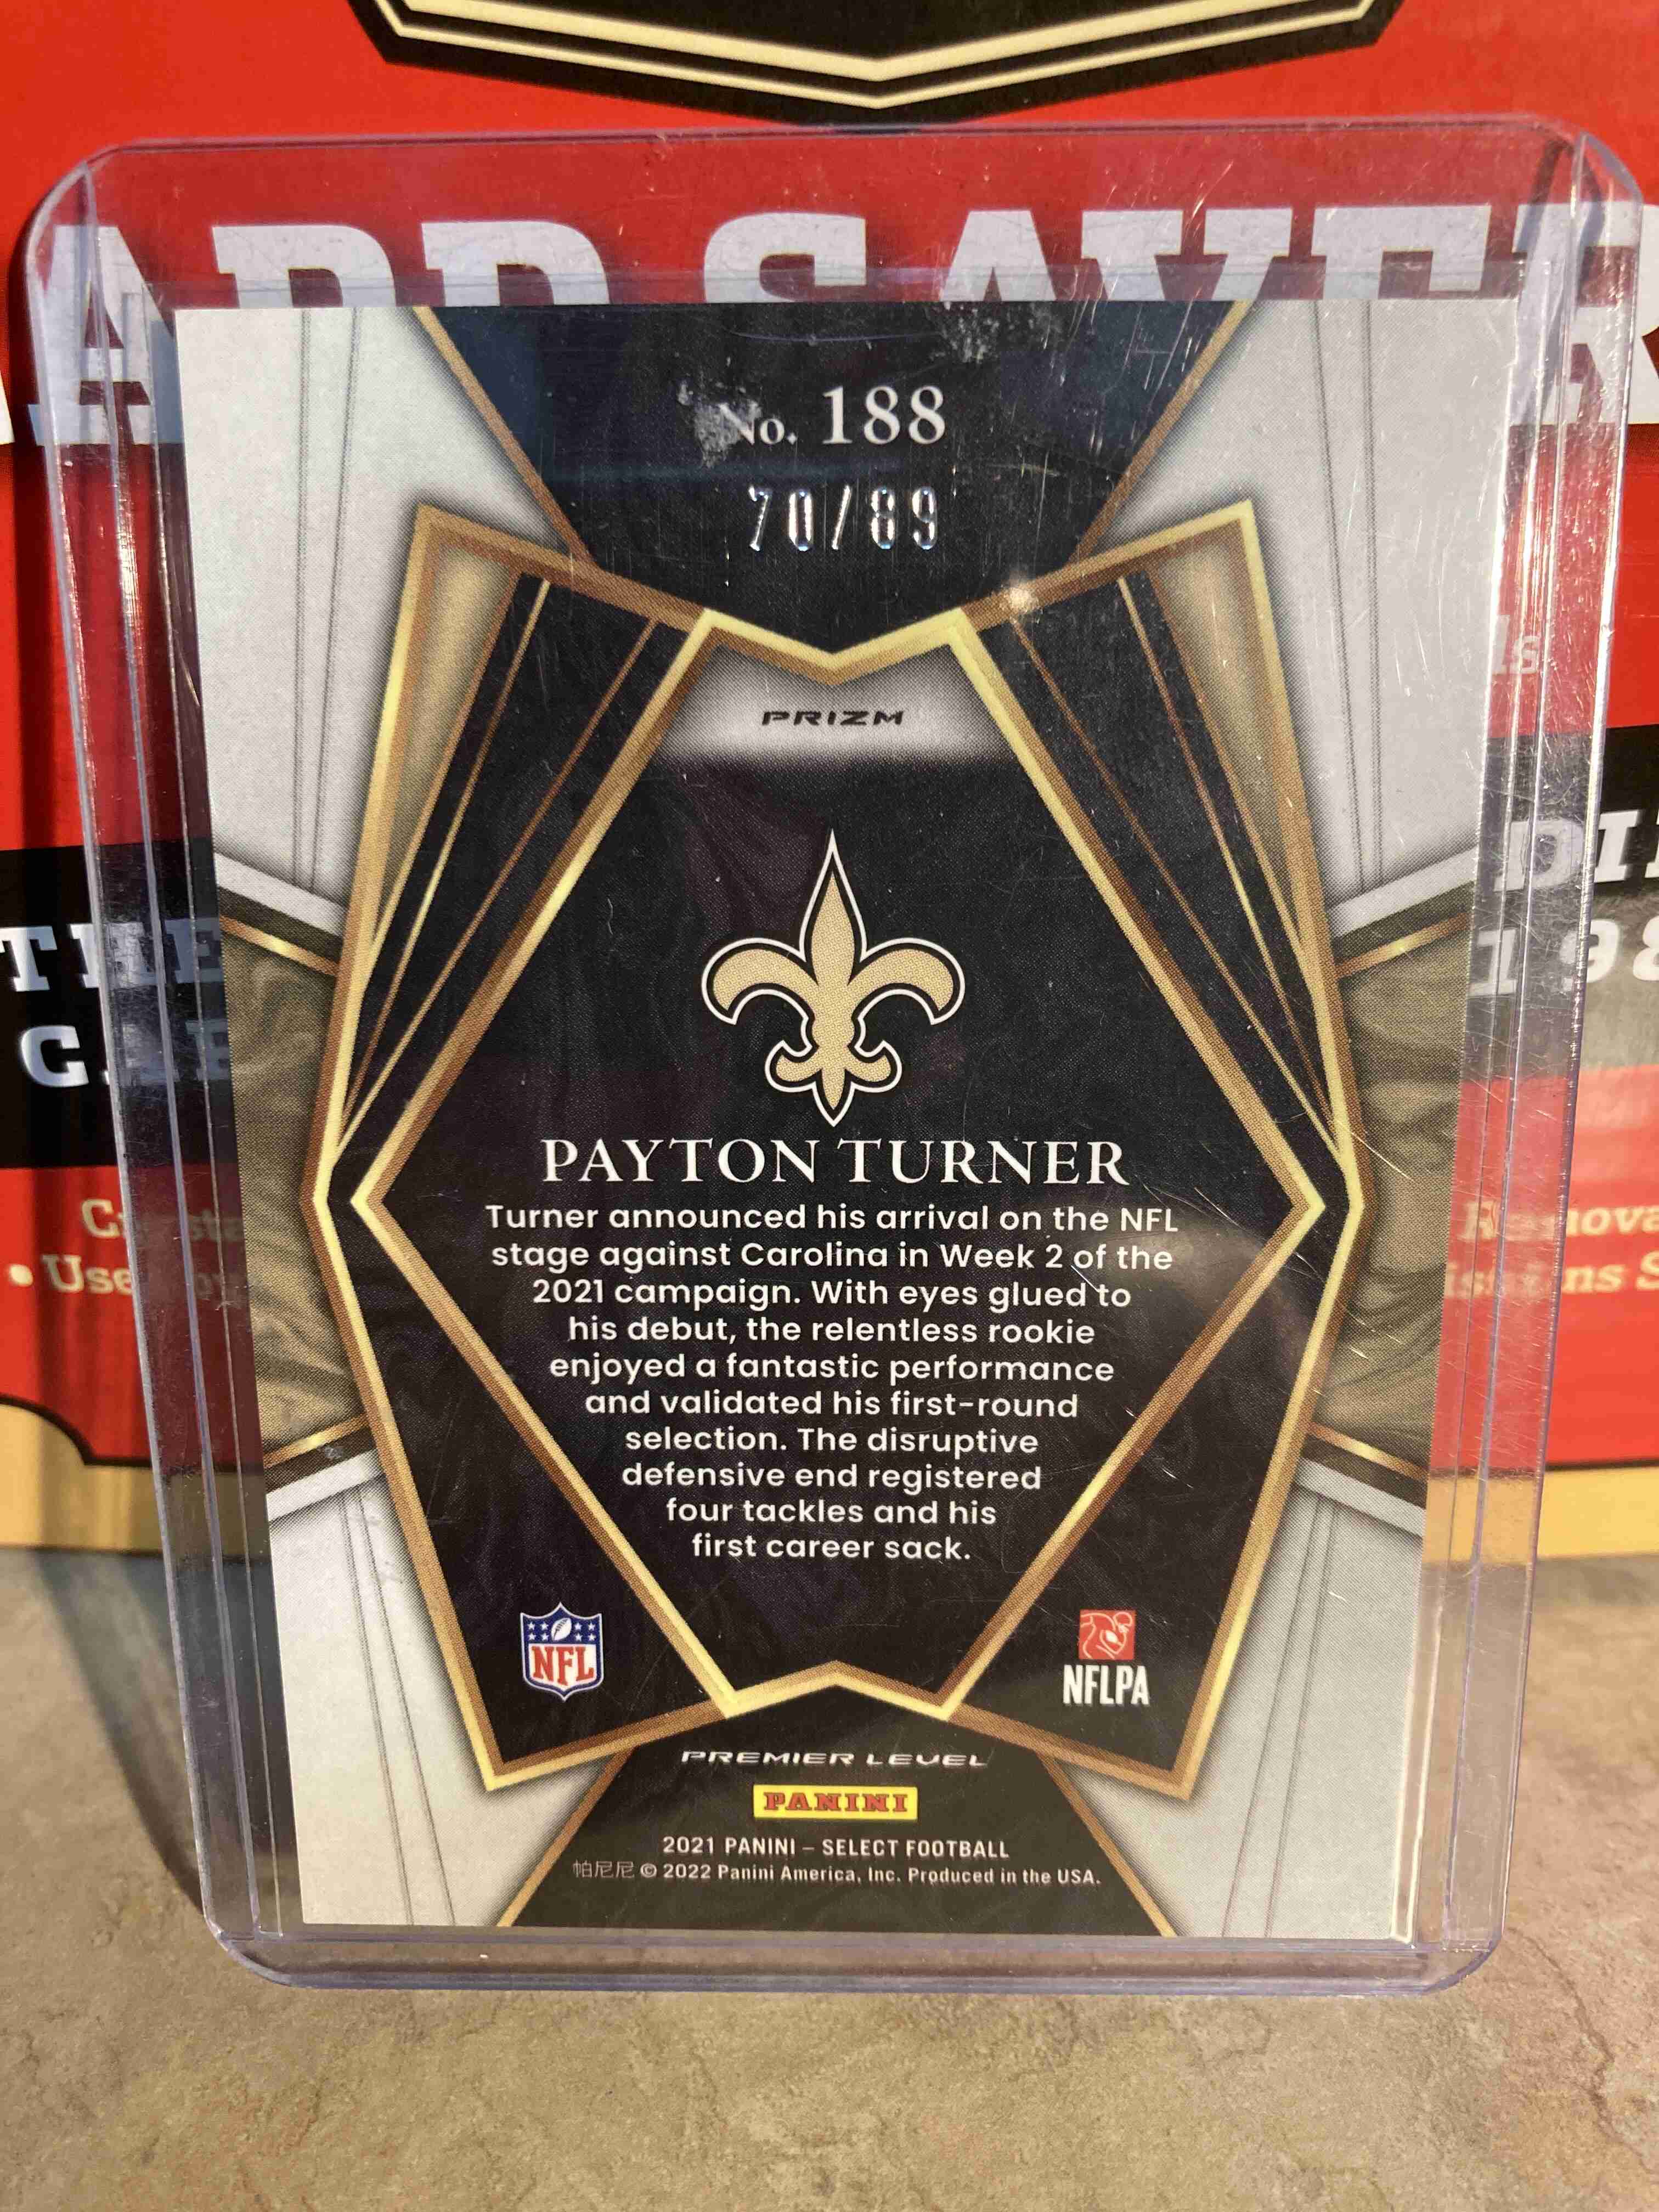 No. 188
70/89
PRIZM
PAYTON TURNER
Turner announced his arrival on the NFL
stage against Carolina in Week 2 of the
2021 campaign. With eyes glued to
his debut, the relentless rookie
enjoyed a fantastic performance
and validated his first-round
selection. The disruptive
defensive end registered
four tackles and his
first career sack.
NFL
NFLPA
PREMIER LEVEL
PANINI
2021 PANINI – SELECT FOOTBALL
帕尼尼 © 2022 Panini America, Inc. Produced in the USA.
THE